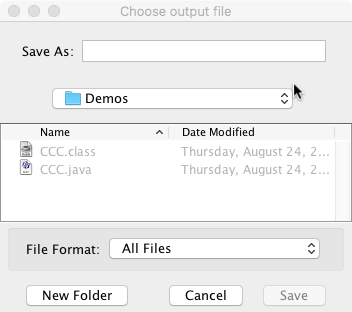 Choose output file
Save As:
Demos
Name Date Modified
CCC.class Thursday, August 24, 2...
CCC.java Thursday, August 24, 2...
File Format: All Files
New Folder Cancel Save